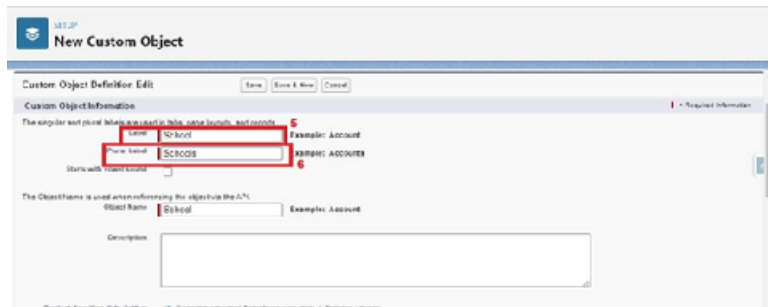 SETUP
New Custom Object
Custom Object Definition Edit
Save
Save & New
Cancel
Custom Object Information
= Required Information
The singular and plural labels are used in tabs, page layouts, and reports.
5
Label
School
Example: Account
Plural Label
Schools
Example: Accounts
6
Starts with vowel sound
The Object Name is used when referencing the object via the API.
Object Name
School
Example: Account
Description